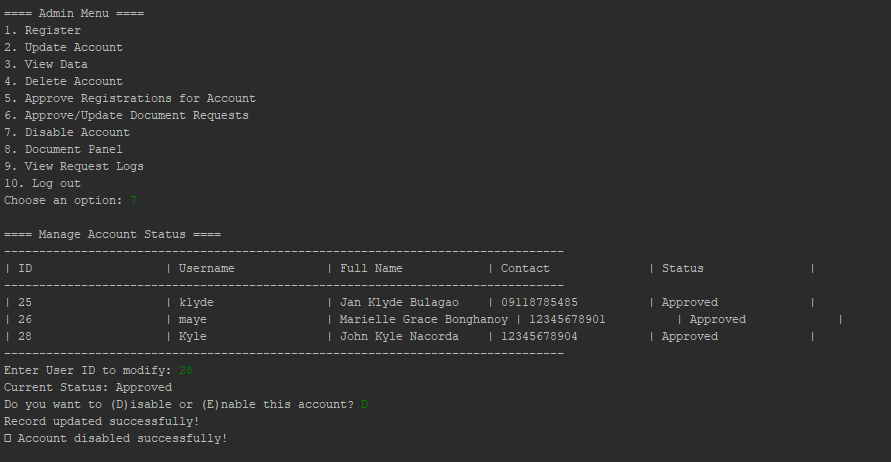 ==== Admin Menu ====
1. Register
2. Update Account
3. View Data
4. Delete Account
5. Approve Registrations for Account
6. Approve/Update Document Requests
7. Disable Account
8. Document Panel
9. View Request Logs
10. Log out
Choose an option: 7
==== Manage Account Status ====
--------------------------------------------------------------------------------
| ID                   | Username             | Full Name            | Contact              | Status               |
--------------------------------------------------------------------------------
| 25                   | klyde                | Jan Klyde Bulagao    | 09118785485          | Approved             |
| 26                   | maye                 | Marielle Grace Bonghanoy | 12345678901          | Approved             |
| 28                   | Kyle                 | John Kyle Nacorda    | 12345678904          | Approved             |
--------------------------------------------------------------------------------
Enter User ID to modify: 28
Current Status: Approved
Do you want to (D)isable or (E)nable this account? D
Record updated successfully!
□ Account disabled successfully!